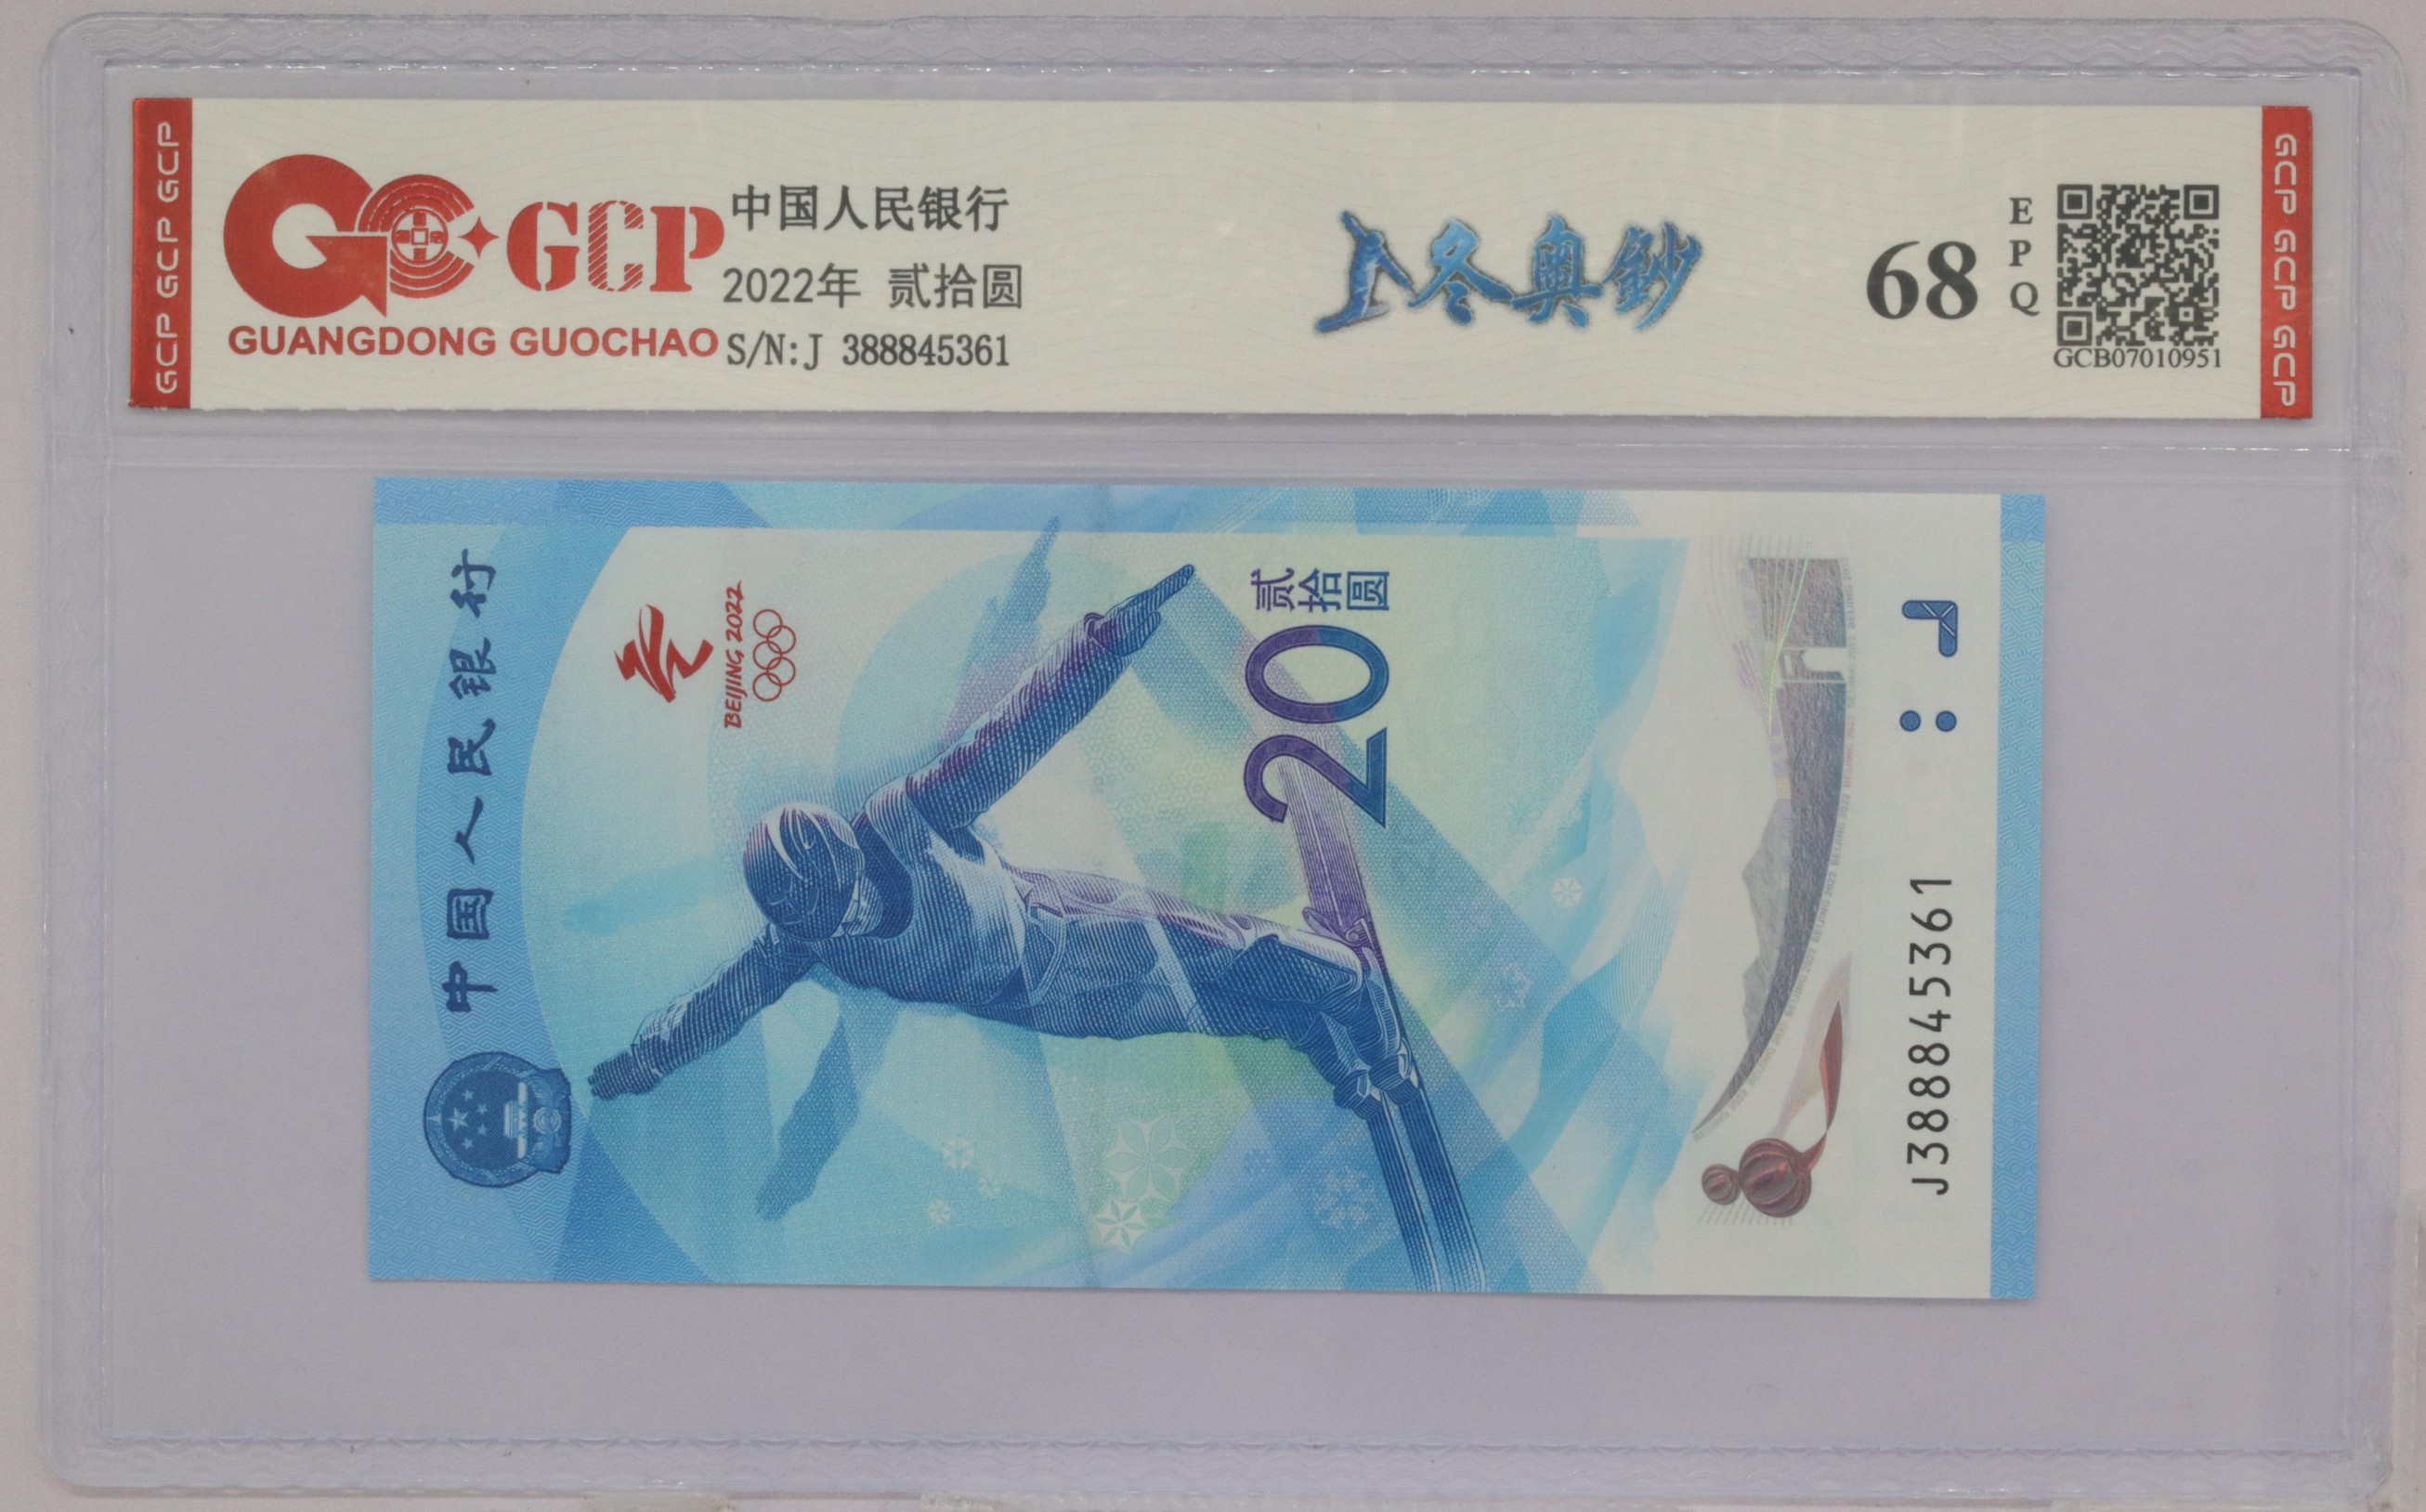 GCP GCP GCP
GCP
GUANGDONG GUOCHAO
中国人民银行
2022年 贰拾圆
S/N:J 388845361
冬奥鈔
68
EPQ
GCB07010951
GCP GCP GCP
中国人民银行
BEIJING 2022
贰拾圆
20
J388845361